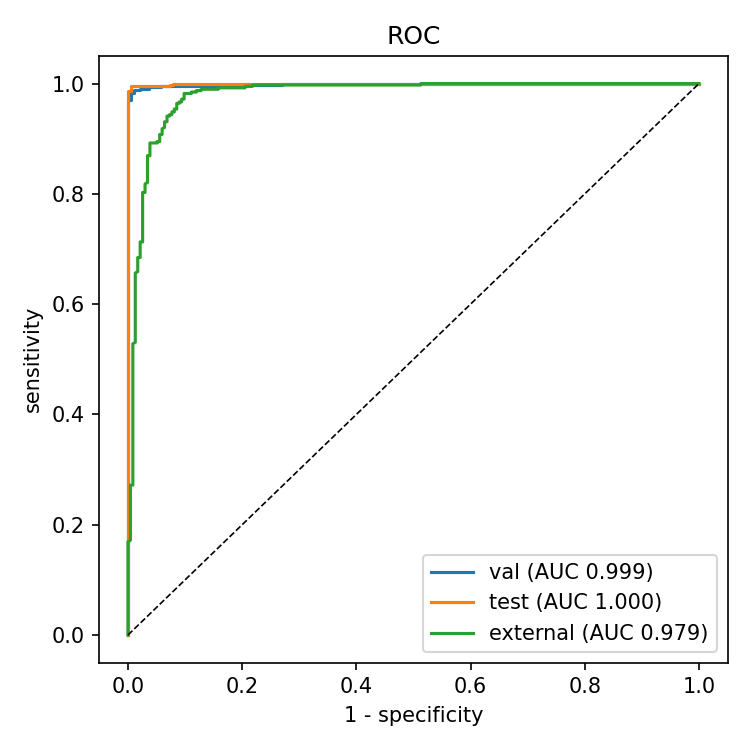 ROC
1.0
0.8
0.6
0.4
0.2
0.0
sensitivity
val (AUC 0.999)
test (AUC 1.000)
external (AUC 0.979)
0.0 0.2 0.4 0.6 0.8 1.0
1 - specificity